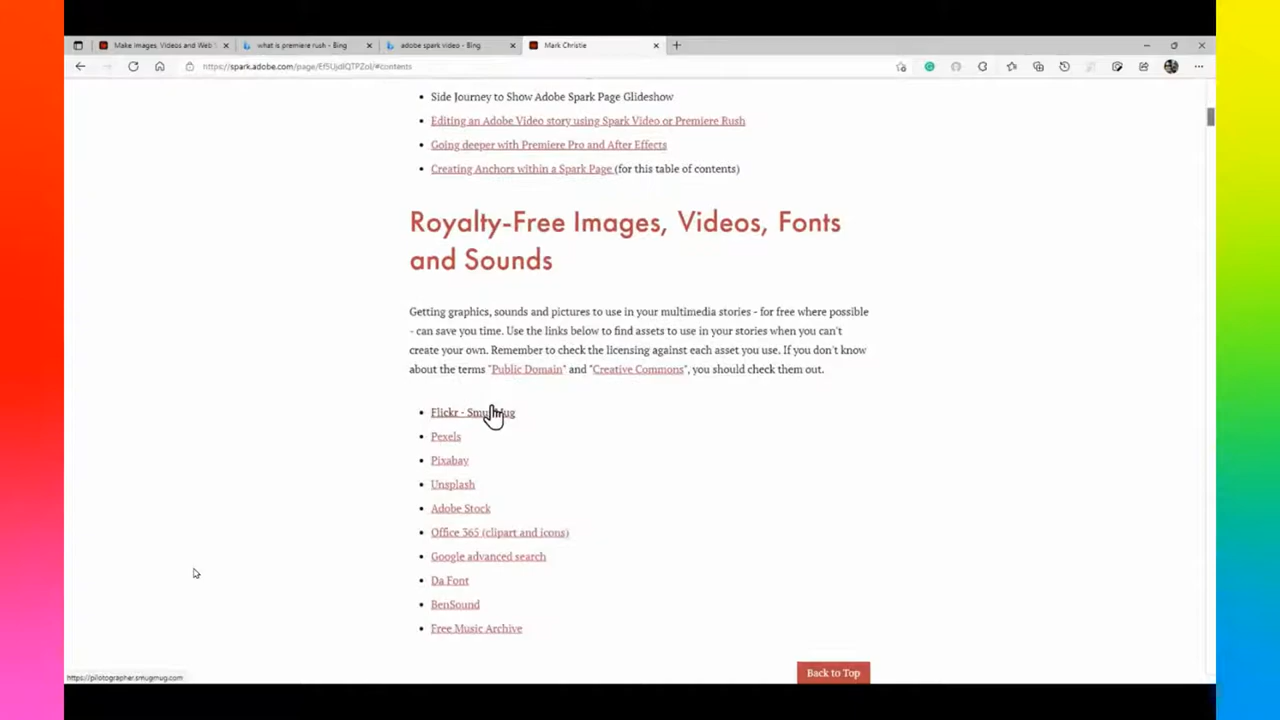 Make Images, Videos and Web
what is premiere rush - Bing
adobe spark video - Bing
Mark Christie
https://spark.adobe.com/page/Ef5UjdlQTPZoI/#contents
Side Journey to Show Adobe Spark Page Glideshow
Editing an Adobe Video story using Spark Video or Premiere Rush
Going deeper with Premiere Pro and After Effects
Creating Anchors within a Spark Page (for this table of contents)
Royalty-Free Images, Videos, Fonts
and Sounds
Getting graphics, sounds and pictures to use in your multimedia stories - for free where possible
- can save you time. Use the links below to find assets to use in your stories when you can't
create your own. Remember to check the licensing against each asset you use. If you don't know
about the terms "Public Domain" and "Creative Commons", you should check them out.
Flickr - SmugMug
Pexels
Pixabay
Unsplash
Adobe Stock
Office 365 (clipart and icons)
Google advanced search
Da Font
BenSound
Free Music Archive
Back to Top
https://pilotographer.smugmug.com